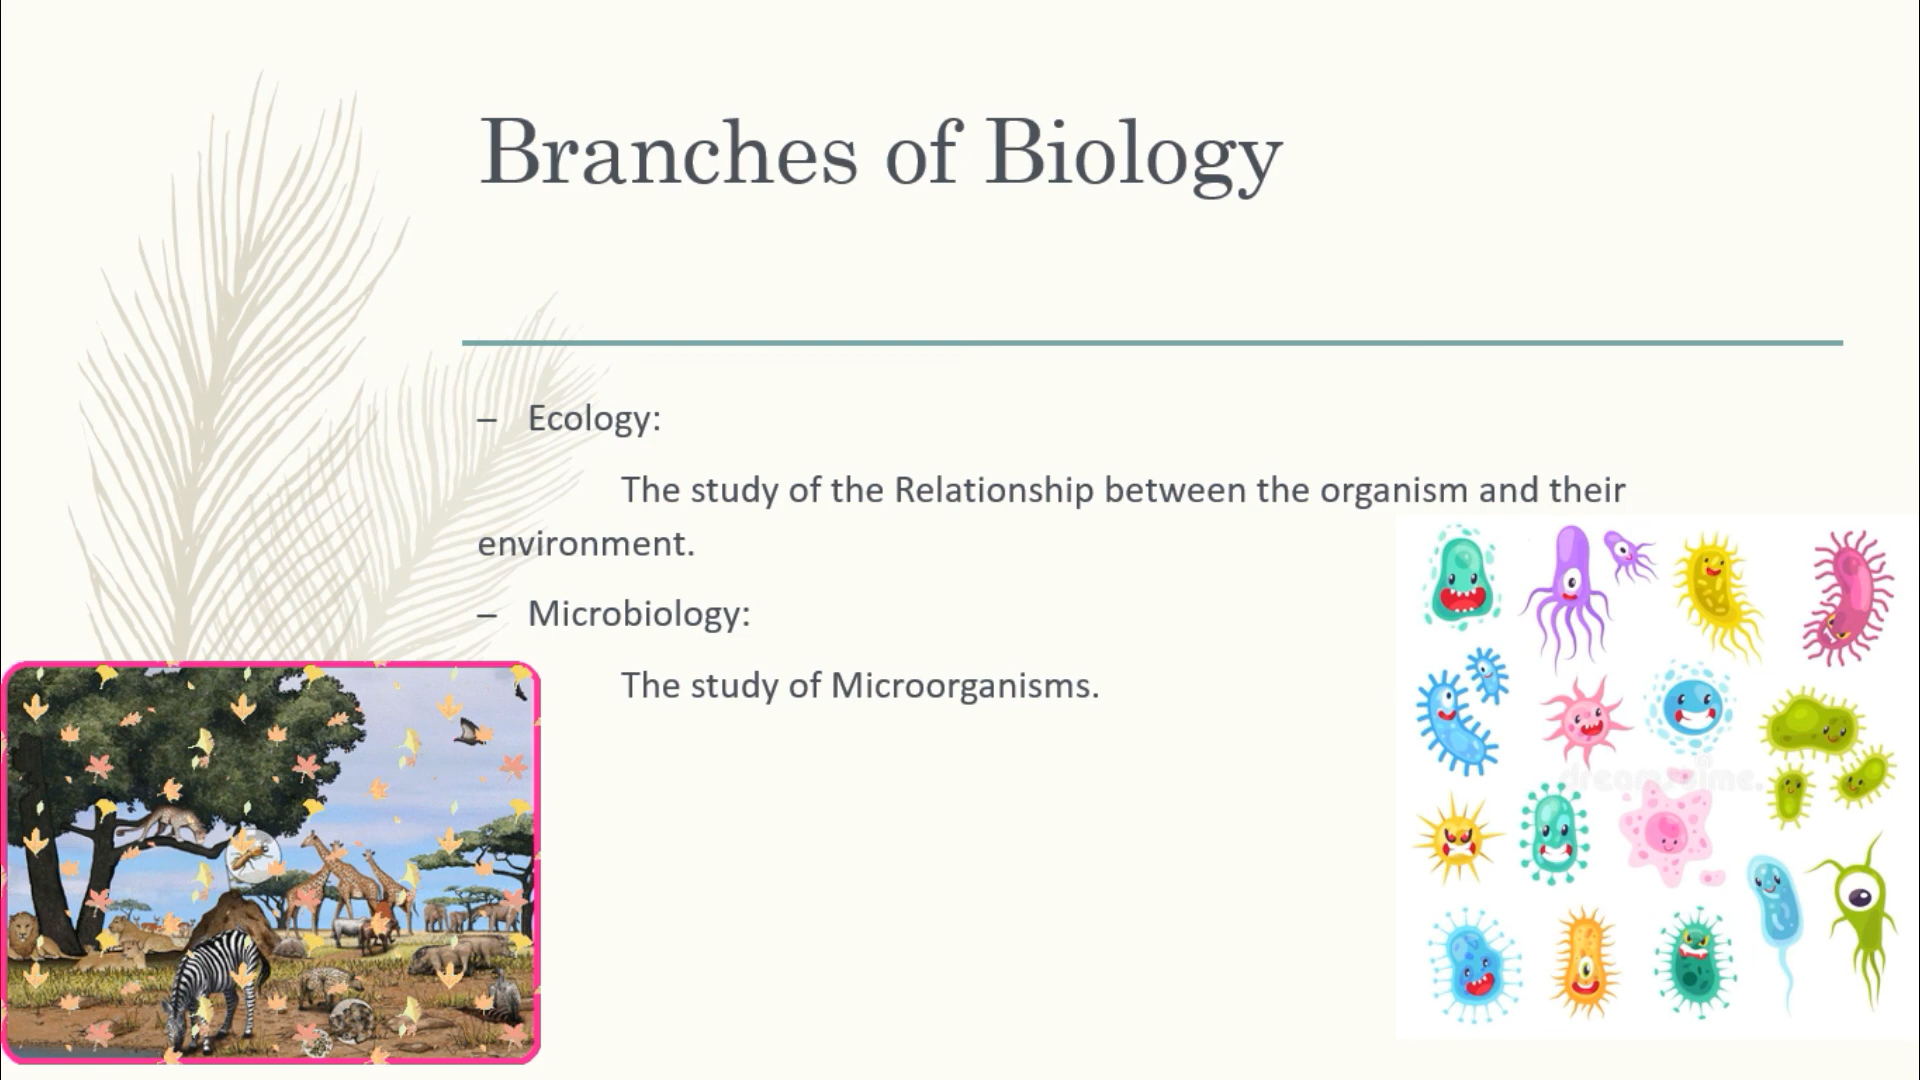 Branches of Biology
– Ecology:
The study of the Relationship between the organism and their
environment.
– Microbiology:
The study of Microorganisms.
dreamstime.